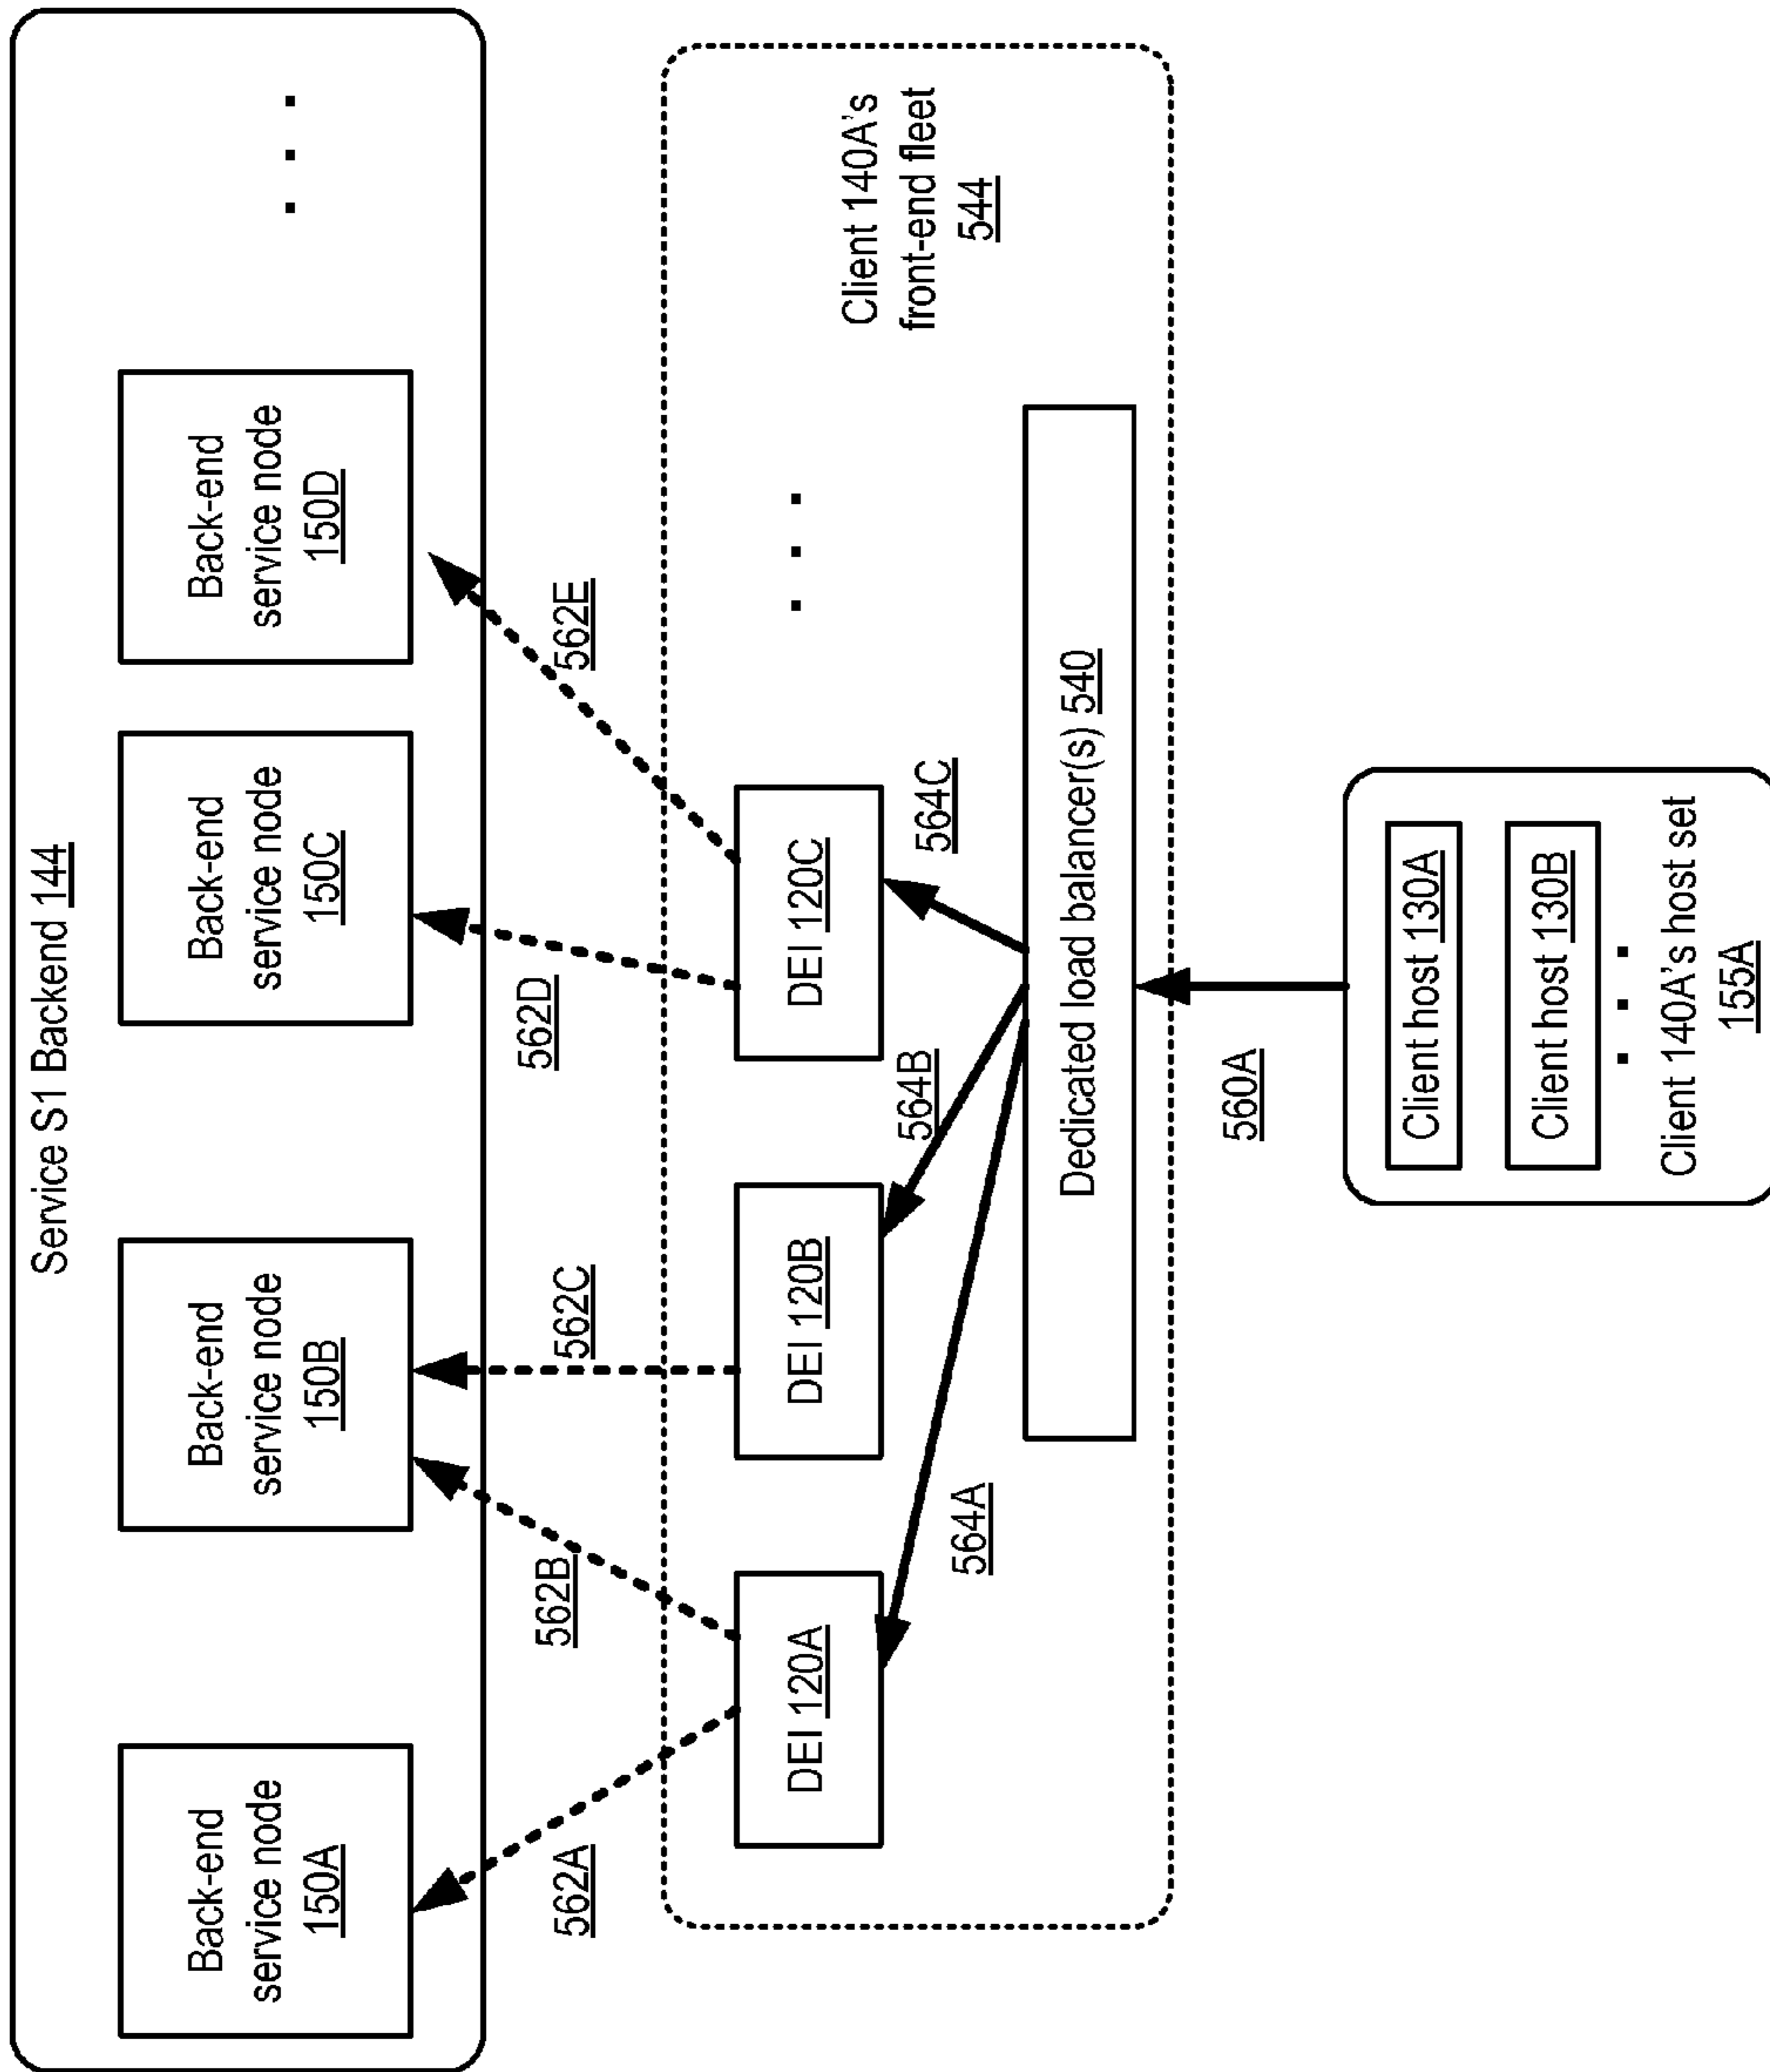 Service S1 Backend 144
Back-end
service node
150A
Back-end
service node
150B
Back-end
service node
150C
Back-end
service node
150D
. . .
562A
562B
562C
562D
562E
DEI 120A
DEI 120B
DEI 120C
. . .
Client 140A's
front-end fleet
544
564A
564B
564C
Dedicated load balancer(s) 540
560A
Client host 130A
Client host 130B
. . .
Client 140A's host set
155A